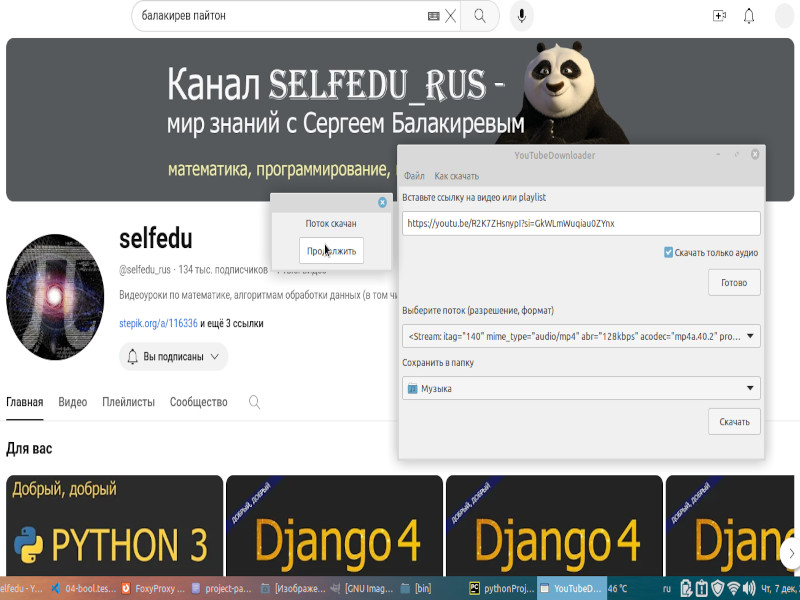 балакирев пайтон
Канал SELFEDU_RUS -
мир знаний с Сергеем Балакиревым
математика, программирование,
YouTubeDownloader
Файл Как скачать
Вставьте ссылку на видео или playlist
https://youtu.be/R2K7ZHsnypI?si=GkWLmWuqiau0ZYnx
Скачать только аудио
Готово
Выберите поток (разрешение, формат)
<Stream: itag="140" mime_type="audio/mp4" abr="128kbps" acodec="mp4a.40.2" pro...
Сохранить в папку
Музыка
Скачать
Поток скачан
Продолжить
selfedu
@selfedu_rus · 134 тыс. подписчиков
Видеоуроки по математике, алгоритмам обработки данных (в том чи
stepik.org/a/116336 и ещё 3 ссылки
Вы подписаны
Главная Видео Плейлисты Сообщество
Для вас
Добрый, добрый
PYTHON 3
ДОБРЫЙ, ДОБРЫЙ
Django 4
ДОБРЫЙ, ДОБРЫЙ
Django 4
ДОБРЫЙ, ДОБРЫЙ
Djan
selfedu - Y... 04-bool.tes... FoxyProxy ... project-pa... [Изображе... [GNU Imag... [bin] pythonProj... YouTubeD... 46 °C ru Чт, 7 дек,